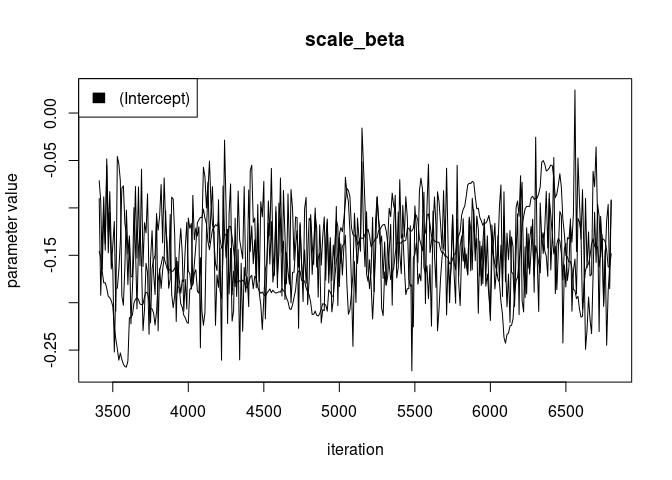 scale_beta
(Intercept)
parameter value
0.00
-0.05
-0.15
-0.25
3500 4000 4500 5000 5500 6000 6500
iteration